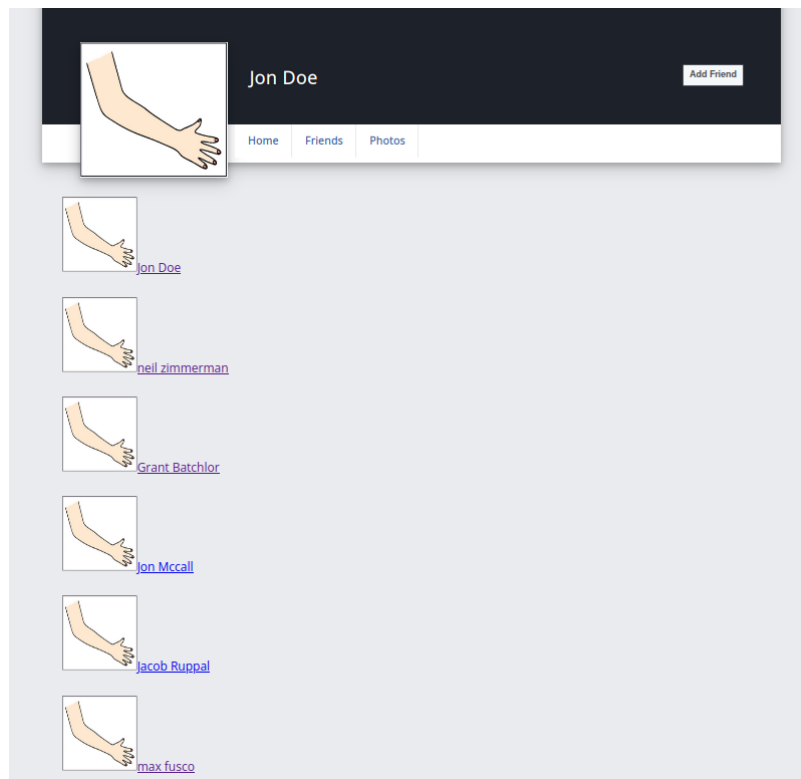 Jon Doe
Add Friend
Home Friends Photos
Jon Doe
neil zimmerman
Grant Batchlor
Jon Mccall
Jacob Ruppal
max fusco